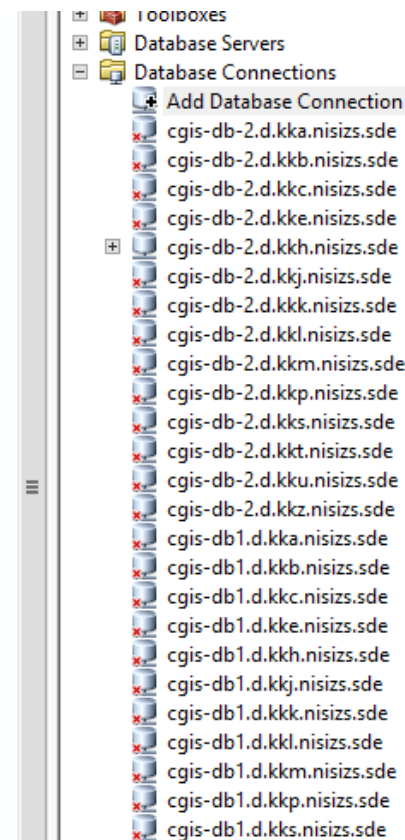 Toolboxes
Database Servers
Database Connections
Add Database Connection
cgis-db-2.d.kka.nisizs.sde
cgis-db-2.d.kkb.nisizs.sde
cgis-db-2.d.kkc.nisizs.sde
cgis-db-2.d.kke.nisizs.sde
cgis-db-2.d.kkh.nisizs.sde
cgis-db-2.d.kkj.nisizs.sde
cgis-db-2.d.kkk.nisizs.sde
cgis-db-2.d.kkl.nisizs.sde
cgis-db-2.d.kkm.nisizs.sde
cgis-db-2.d.kkp.nisizs.sde
cgis-db-2.d.kks.nisizs.sde
cgis-db-2.d.kkt.nisizs.sde
cgis-db-2.d.kku.nisizs.sde
cgis-db-2.d.kkz.nisizs.sde
cgis-db1.d.kka.nisizs.sde
cgis-db1.d.kkb.nisizs.sde
cgis-db1.d.kkc.nisizs.sde
cgis-db1.d.kke.nisizs.sde
cgis-db1.d.kkh.nisizs.sde
cgis-db1.d.kkj.nisizs.sde
cgis-db1.d.kkk.nisizs.sde
cgis-db1.d.kkl.nisizs.sde
cgis-db1.d.kkm.nisizs.sde
cgis-db1.d.kkp.nisizs.sde
cgis-db1.d.kks.nisizs.sde